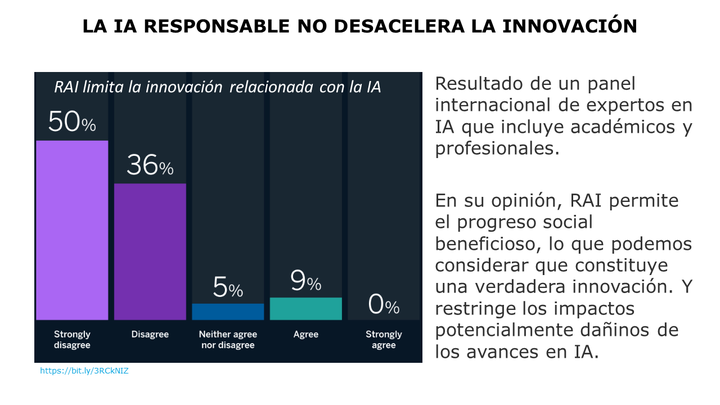 LA IA RESPONSABLE NO DESACELERA LA INNOVACIÓN
RAI limita la innovación relacionada con la IA
50%
36%
5%
9%
0%
Strongly
disagree
Disagree
Neither agree
nor disagree
Agree
Strongly
agree
https://bit.ly/3RCkNIZ
Resultado de un panel
internacional de expertos en
IA que incluye académicos y
profesionales.
En su opinión, RAI permite
el progreso social
beneficioso, lo que podemos
considerar que constituye
una verdadera innovación. Y
restringe los impactos
potencialmente dañinos de
los avances en IA.